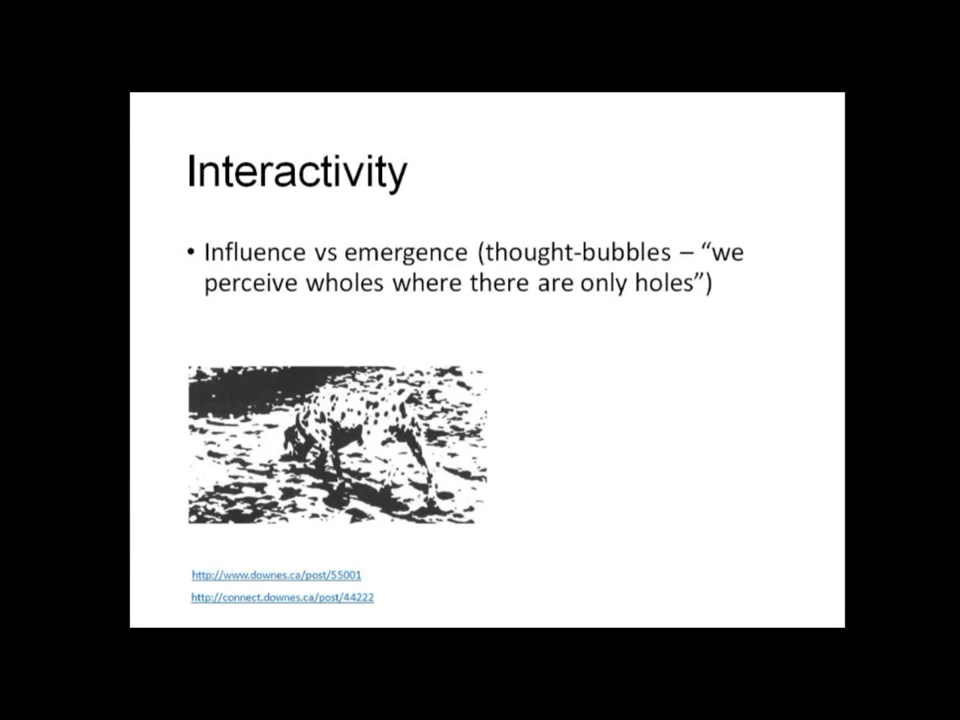 Interactivity
• Influence vs emergence (thought-bubbles – “we
perceive wholes where there are only holes”)
http://www.downes.ca/post/55001
http://connect.downes.ca/post/44222